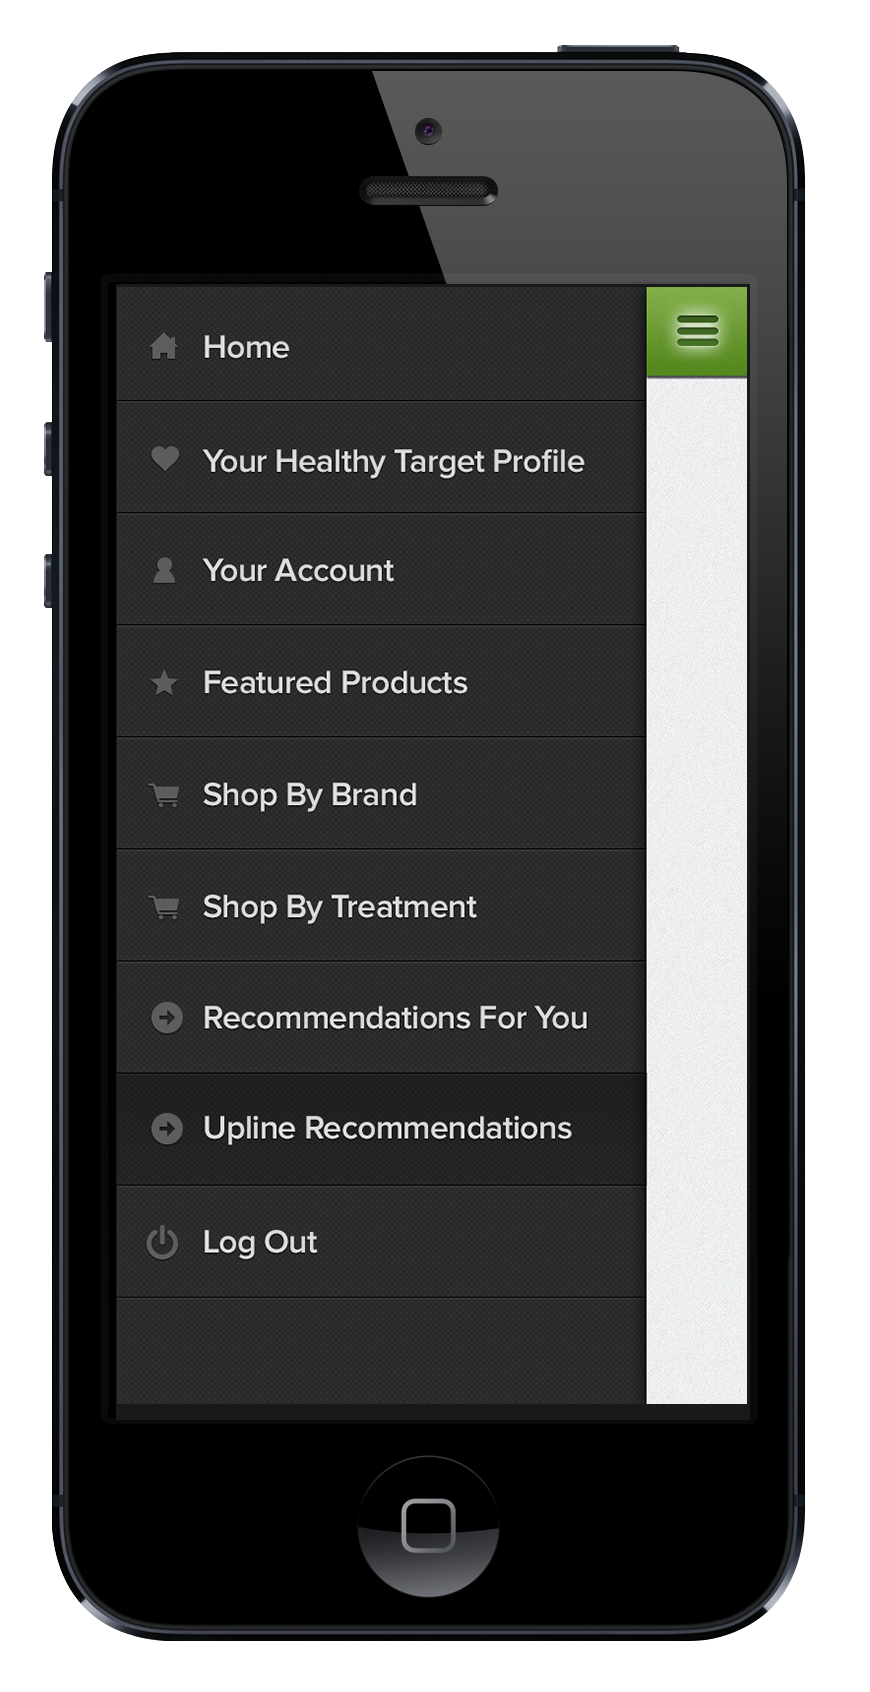 Home
Your Healthy Target Profile
Your Account
Featured Products
Shop By Brand
Shop By Treatment
Recommendations For You
Upline Recommendations
Log Out